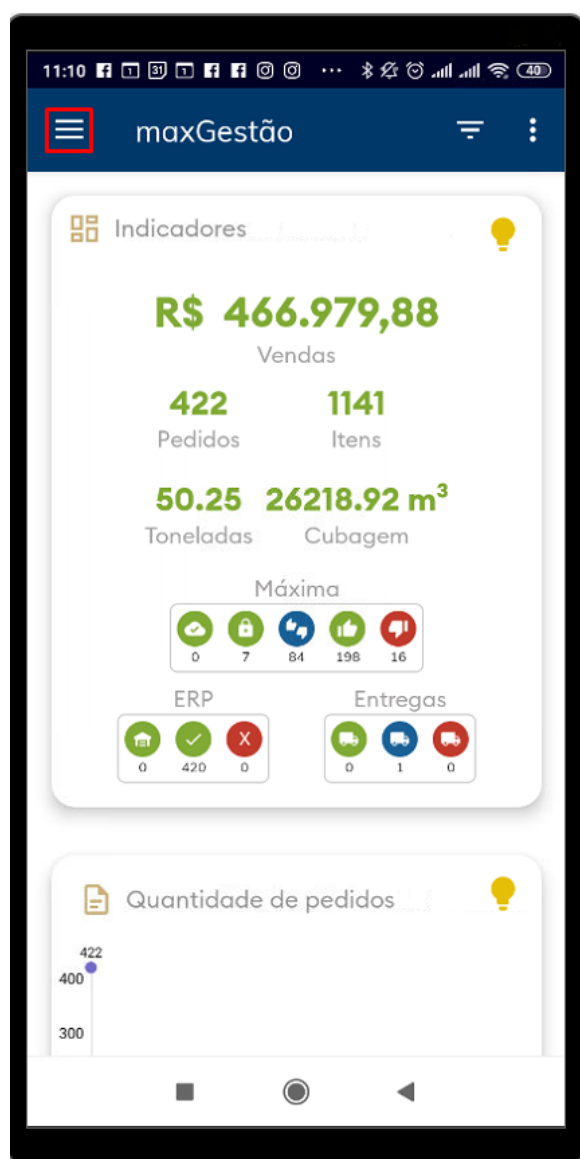 11:10 40
maxGestão
Indicadores
R$ 466.979,88
Vendas
422 1141
Pedidos Itens
50.25 26218.92 m³
Toneladas Cubagem
Máxima
0 7 84 198 16
ERP Entregas
X
0 420 0 0 1 0
Quantidade de pedidos
422
400
300